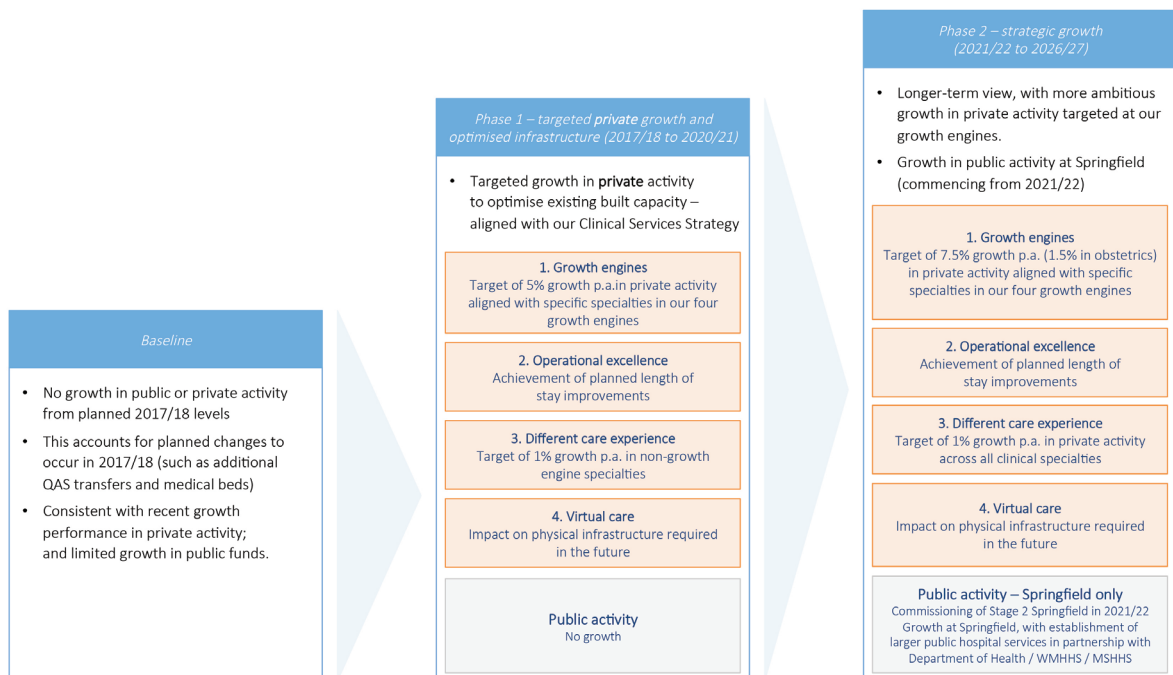 Baseline
• No growth in public or private activity
from planned 2017/18 levels
• This accounts for planned changes to
occur in 2017/18 (such as additional
QAS transfers and medical beds)
• Consistent with recent growth
performance in private activity;
and limited growth in public funds.
Phase 1 – targeted private growth and
optimised infrastructure (2017/18 to 2020/21)
• Targeted growth in private activity
to optimise existing built capacity –
aligned with our Clinical Services Strategy
1. Growth engines
Target of 5% growth p.a.in private activity
aligned with specific specialties in our four
growth engines
2. Operational excellence
Achievement of planned length of
stay improvements
3. Different care experience
Target of 1% growth p.a. in non-growth
engine specialties
4. Virtual care
Impact on physical infrastructure required
in the future
Public activity
No growth
Phase 2 – strategic growth
(2021/22 to 2026/27)
• Longer-term view, with more ambitious
growth in private activity targeted at our
growth engines.
• Growth in public activity at Springfield
(commencing from 2021/22)
1. Growth engines
Target of 7.5% growth p.a. (1.5% in obstetrics)
in private activity aligned with specific
specialties in our four growth engines
2. Operational excellence
Achievement of planned length of
stay improvements
3. Different care experience
Target of 1% growth p.a. in private activity
across all clinical specialties
4. Virtual care
Impact on physical infrastructure required
in the future
Public activity – Springfield only
Commissioning of Stage 2 Springfield in 2021/22
Growth at Springfield, with establishment of
larger public hospital services in partnership with
Department of Health / WMHHS / MSHHS